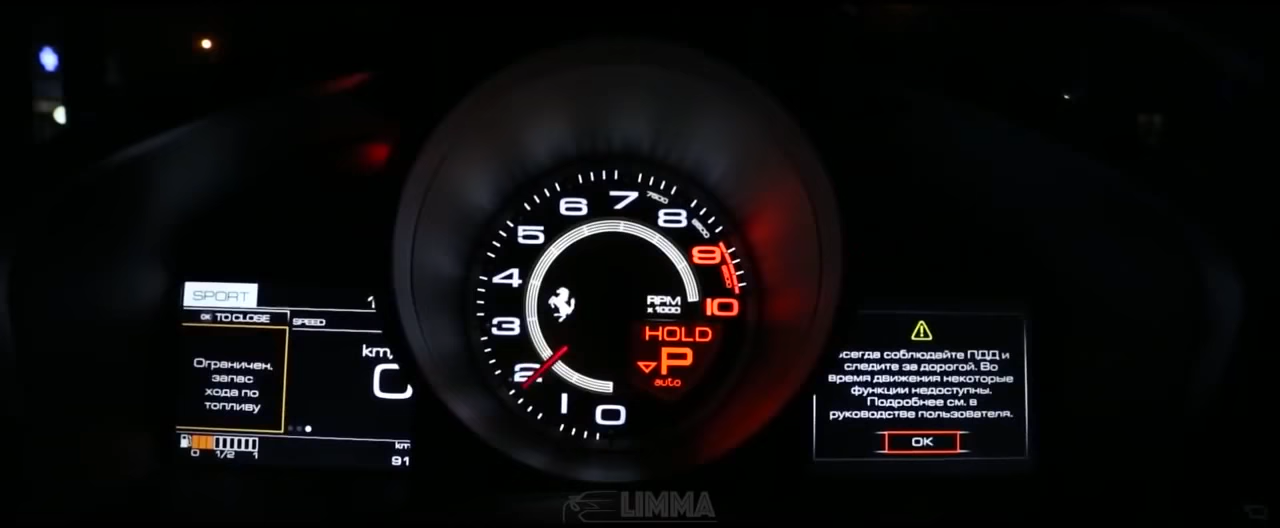 SPORT
1
OK TO CLOSE
SPEED
Ограничен.
запас
хода по
топливу
km/
0
km
0 1/2 1
91
0
1
2
3
4
5
6
7
7500
8
8500
9
10
RPM
x 1000
HOLD
P
auto
соблюдайте ПДД и
следите за дорогой. Во
время движения некоторые
функции недоступны.
Подробнее см. в
руководстве пользователя.
OK
LIMMA